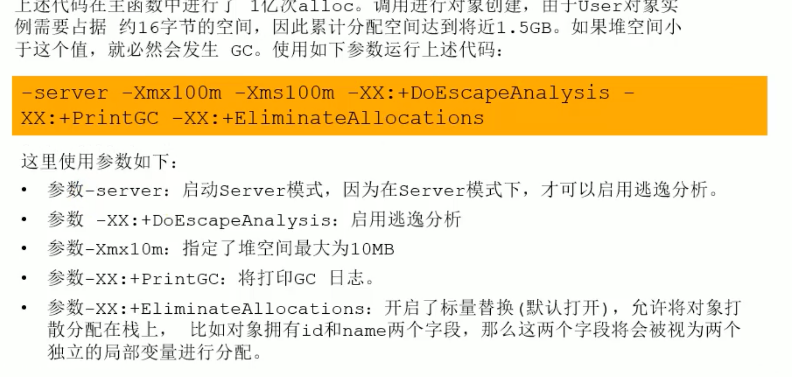 上述代码在主函数中进行了 1亿次alloc。调用进行对象创建，由于User对象实
例需要占据 约16字节的空间，因此累计分配空间达到将近1.5GB。如果堆空间小
于这个值，就必然会发生 GC。使用如下参数运行上述代码：
-server -Xmx100m -Xms100m -XX:+DoEscapeAnalysis -
XX:+PrintGC -XX:+EliminateAllocations
这里使用参数如下：
• 参数-server：启动Server模式，因为在Server模式下，才可以启用逃逸分析。
• 参数 -XX:+DoEscapeAnalysis：启用逃逸分析
• 参数-Xmx10m：指定了堆空间最大为10MB
• 参数-XX:+PrintGC：将打印GC 日志。
• 参数-XX:+EliminateAllocations：开启了标量替换(默认打开)，允许将对象打
散分配在栈上， 比如对象拥有id和name两个字段，那么这两个字段将会被视为两个
独立的局部变量进行分配。